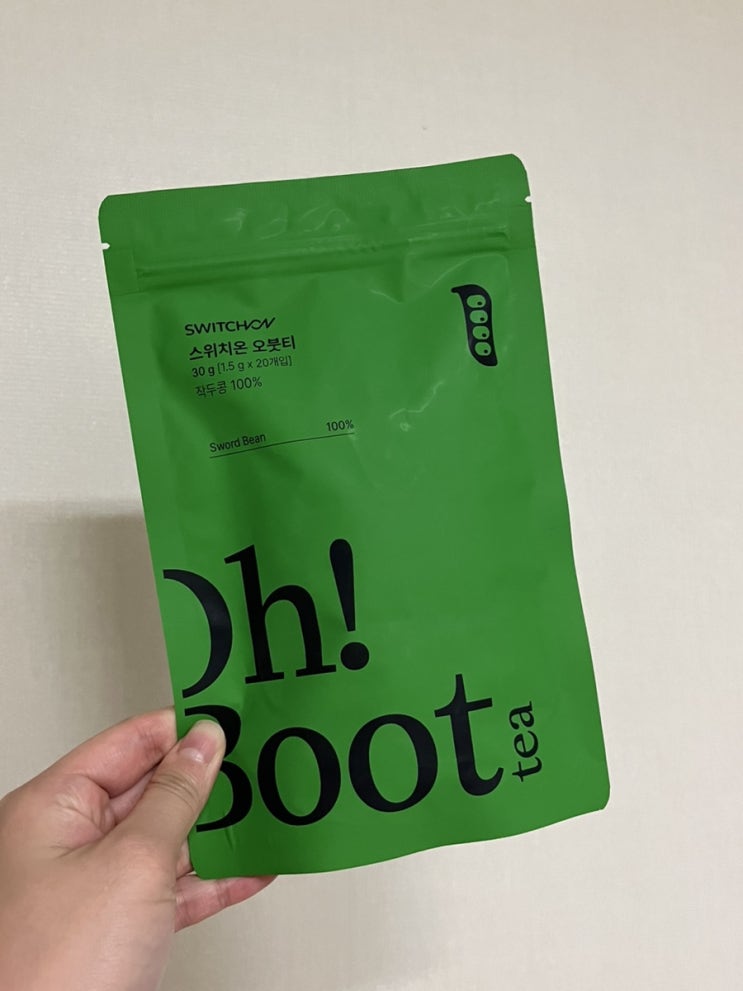 SWITCHON
스위치온 오붓티
30 g [1.5 g x 20개입]
작두콩 100%
Sword Bean 100%
Oh!
Boot
tea